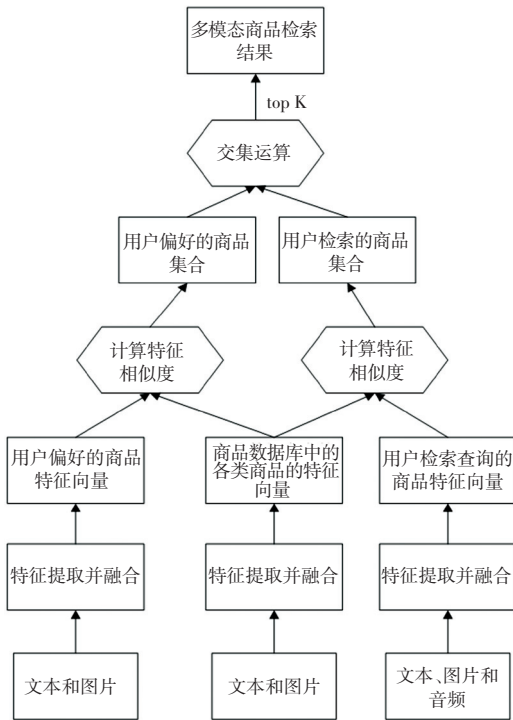 多模态商品检索
结果
top K
交集运算
用户偏好的商品
集合
用户检索的商品
集合
计算特征
相似度
计算特征
相似度
用户偏好的商品
特征向量
商品数据库中的
各类商品的特征
向量
用户检索查询的
商品特征向量
特征提取并融合
特征提取并融合
特征提取并融合
文本和图片
文本和图片
文本、图片和
音频